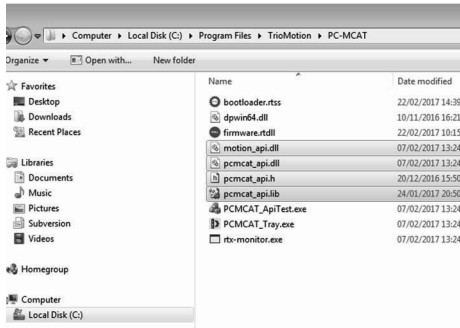 Computer ▸ Local Disk (C:) ▸ Program Files ▸ TrioMotion ▸ PC-MCAT
Organize Open with... New folder
Favorites
Desktop
Downloads
Recent Places
Libraries
Documents
Music
Pictures
Subversion
Videos
Homegroup
Computer
Local Disk (C:)
Name Date modified
bootloader.rtss 22/02/2017 14:39
dpwin64.dll 10/11/2016 16:21
firmware.rtdll 22/02/2017 10:15
motion_api.dll 07/02/2017 13:24
pcmcat_api.dll 07/02/2017 13:24
pcmcat_api.h 20/12/2016 15:50
pcmcat_api.lib 24/01/2017 20:50
PCMCAT_ApiTest.exe 07/02/2017 13:24
PCMCAT_Tray.exe 07/02/2017 13:24
rtx-monitor.exe 07/02/2017 13:24